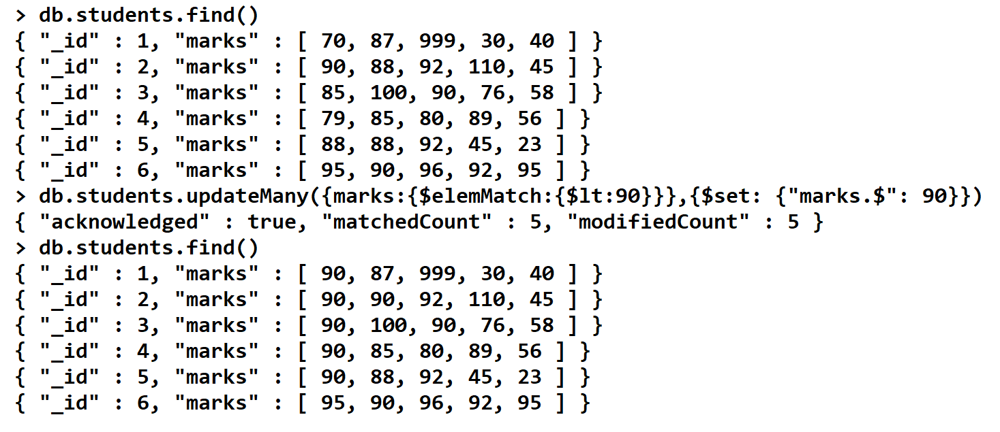 > db.students.find()
{ "_id" : 1, "marks" : [ 70, 87, 999, 30, 40 ] }
{ "_id" : 2, "marks" : [ 90, 88, 92, 110, 45 ] }
{ "_id" : 3, "marks" : [ 85, 100, 90, 76, 58 ] }
{ "_id" : 4, "marks" : [ 79, 85, 80, 89, 56 ] }
{ "_id" : 5, "marks" : [ 88, 88, 92, 45, 23 ] }
{ "_id" : 6, "marks" : [ 95, 90, 96, 92, 95 ] }
> db.students.updateMany({marks:{$elemMatch:{$lt:90}}},{$set: {"marks.$": 90}})
{ "acknowledged" : true, "matchedCount" : 5, "modifiedCount" : 5 }
> db.students.find()
{ "_id" : 1, "marks" : [ 90, 87, 999, 30, 40 ] }
{ "_id" : 2, "marks" : [ 90, 90, 92, 110, 45 ] }
{ "_id" : 3, "marks" : [ 90, 100, 90, 76, 58 ] }
{ "_id" : 4, "marks" : [ 90, 85, 80, 89, 56 ] }
{ "_id" : 5, "marks" : [ 90, 88, 92, 45, 23 ] }
{ "_id" : 6, "marks" : [ 95, 90, 96, 92, 95 ] }